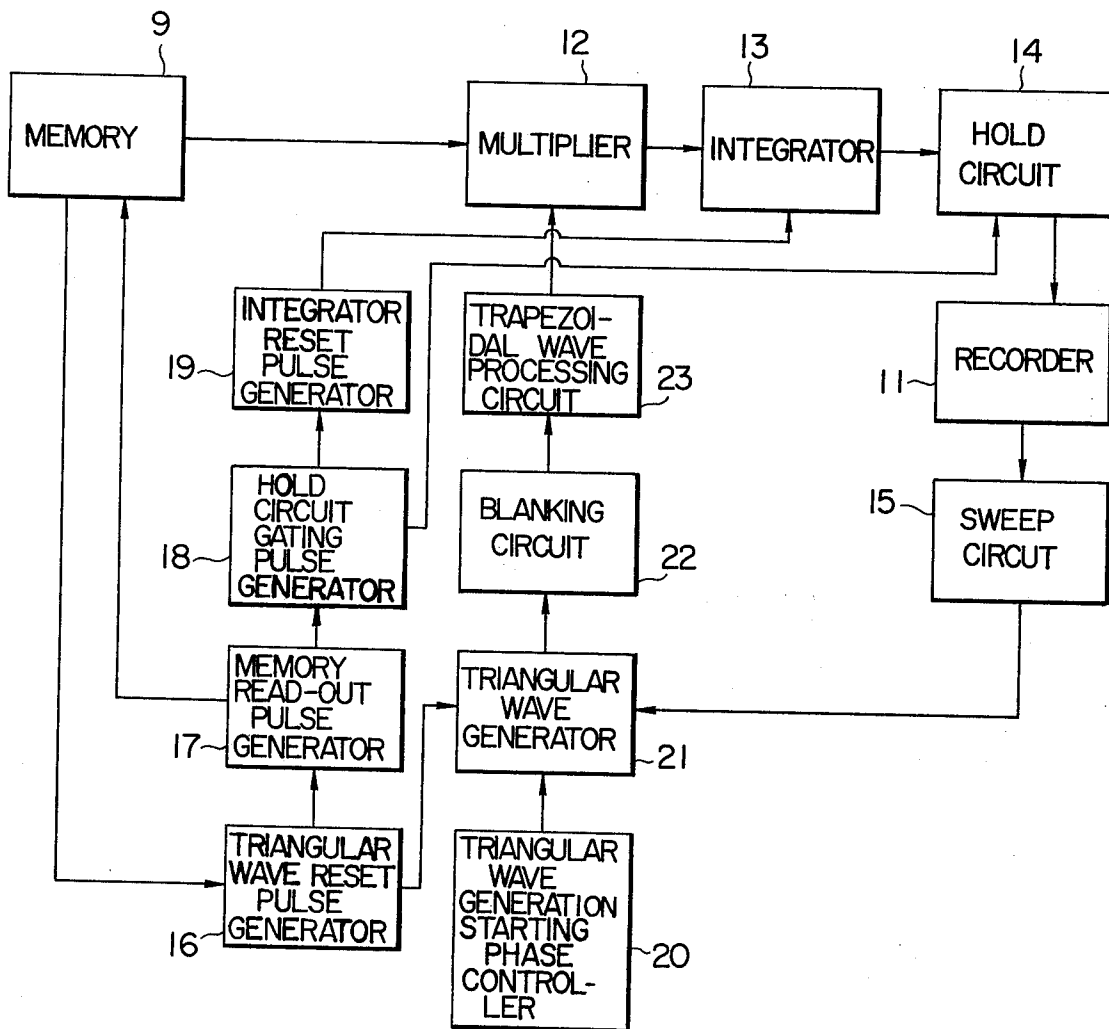 9
MEMORY
12
MULTIPLIER
13
INTEGRATOR
14
HOLD
CIRCUIT
INTEGRATOR
RESET
PULSE
GENERATOR
19
TRAPEZOI-
DAL WAVE
PROCESSING
CIRCUIT
23
RECORDER
11
HOLD
CIRCUIT
GATING
PULSE
GENERATOR
18
BLANKING
CIRCUIT
22
15
SWEEP
CIRCUT
MEMORY
READ-OUT
PULSE
GENERATOR
17
TRIANGULAR
WAVE
GENERATOR
21
TRIANGULAR
WAVE RESET
PULSE
GENERATOR
16
TRIANGULAR
WAVE
GENERATION
STARTING
PHASE
CONTROL-
LER
20